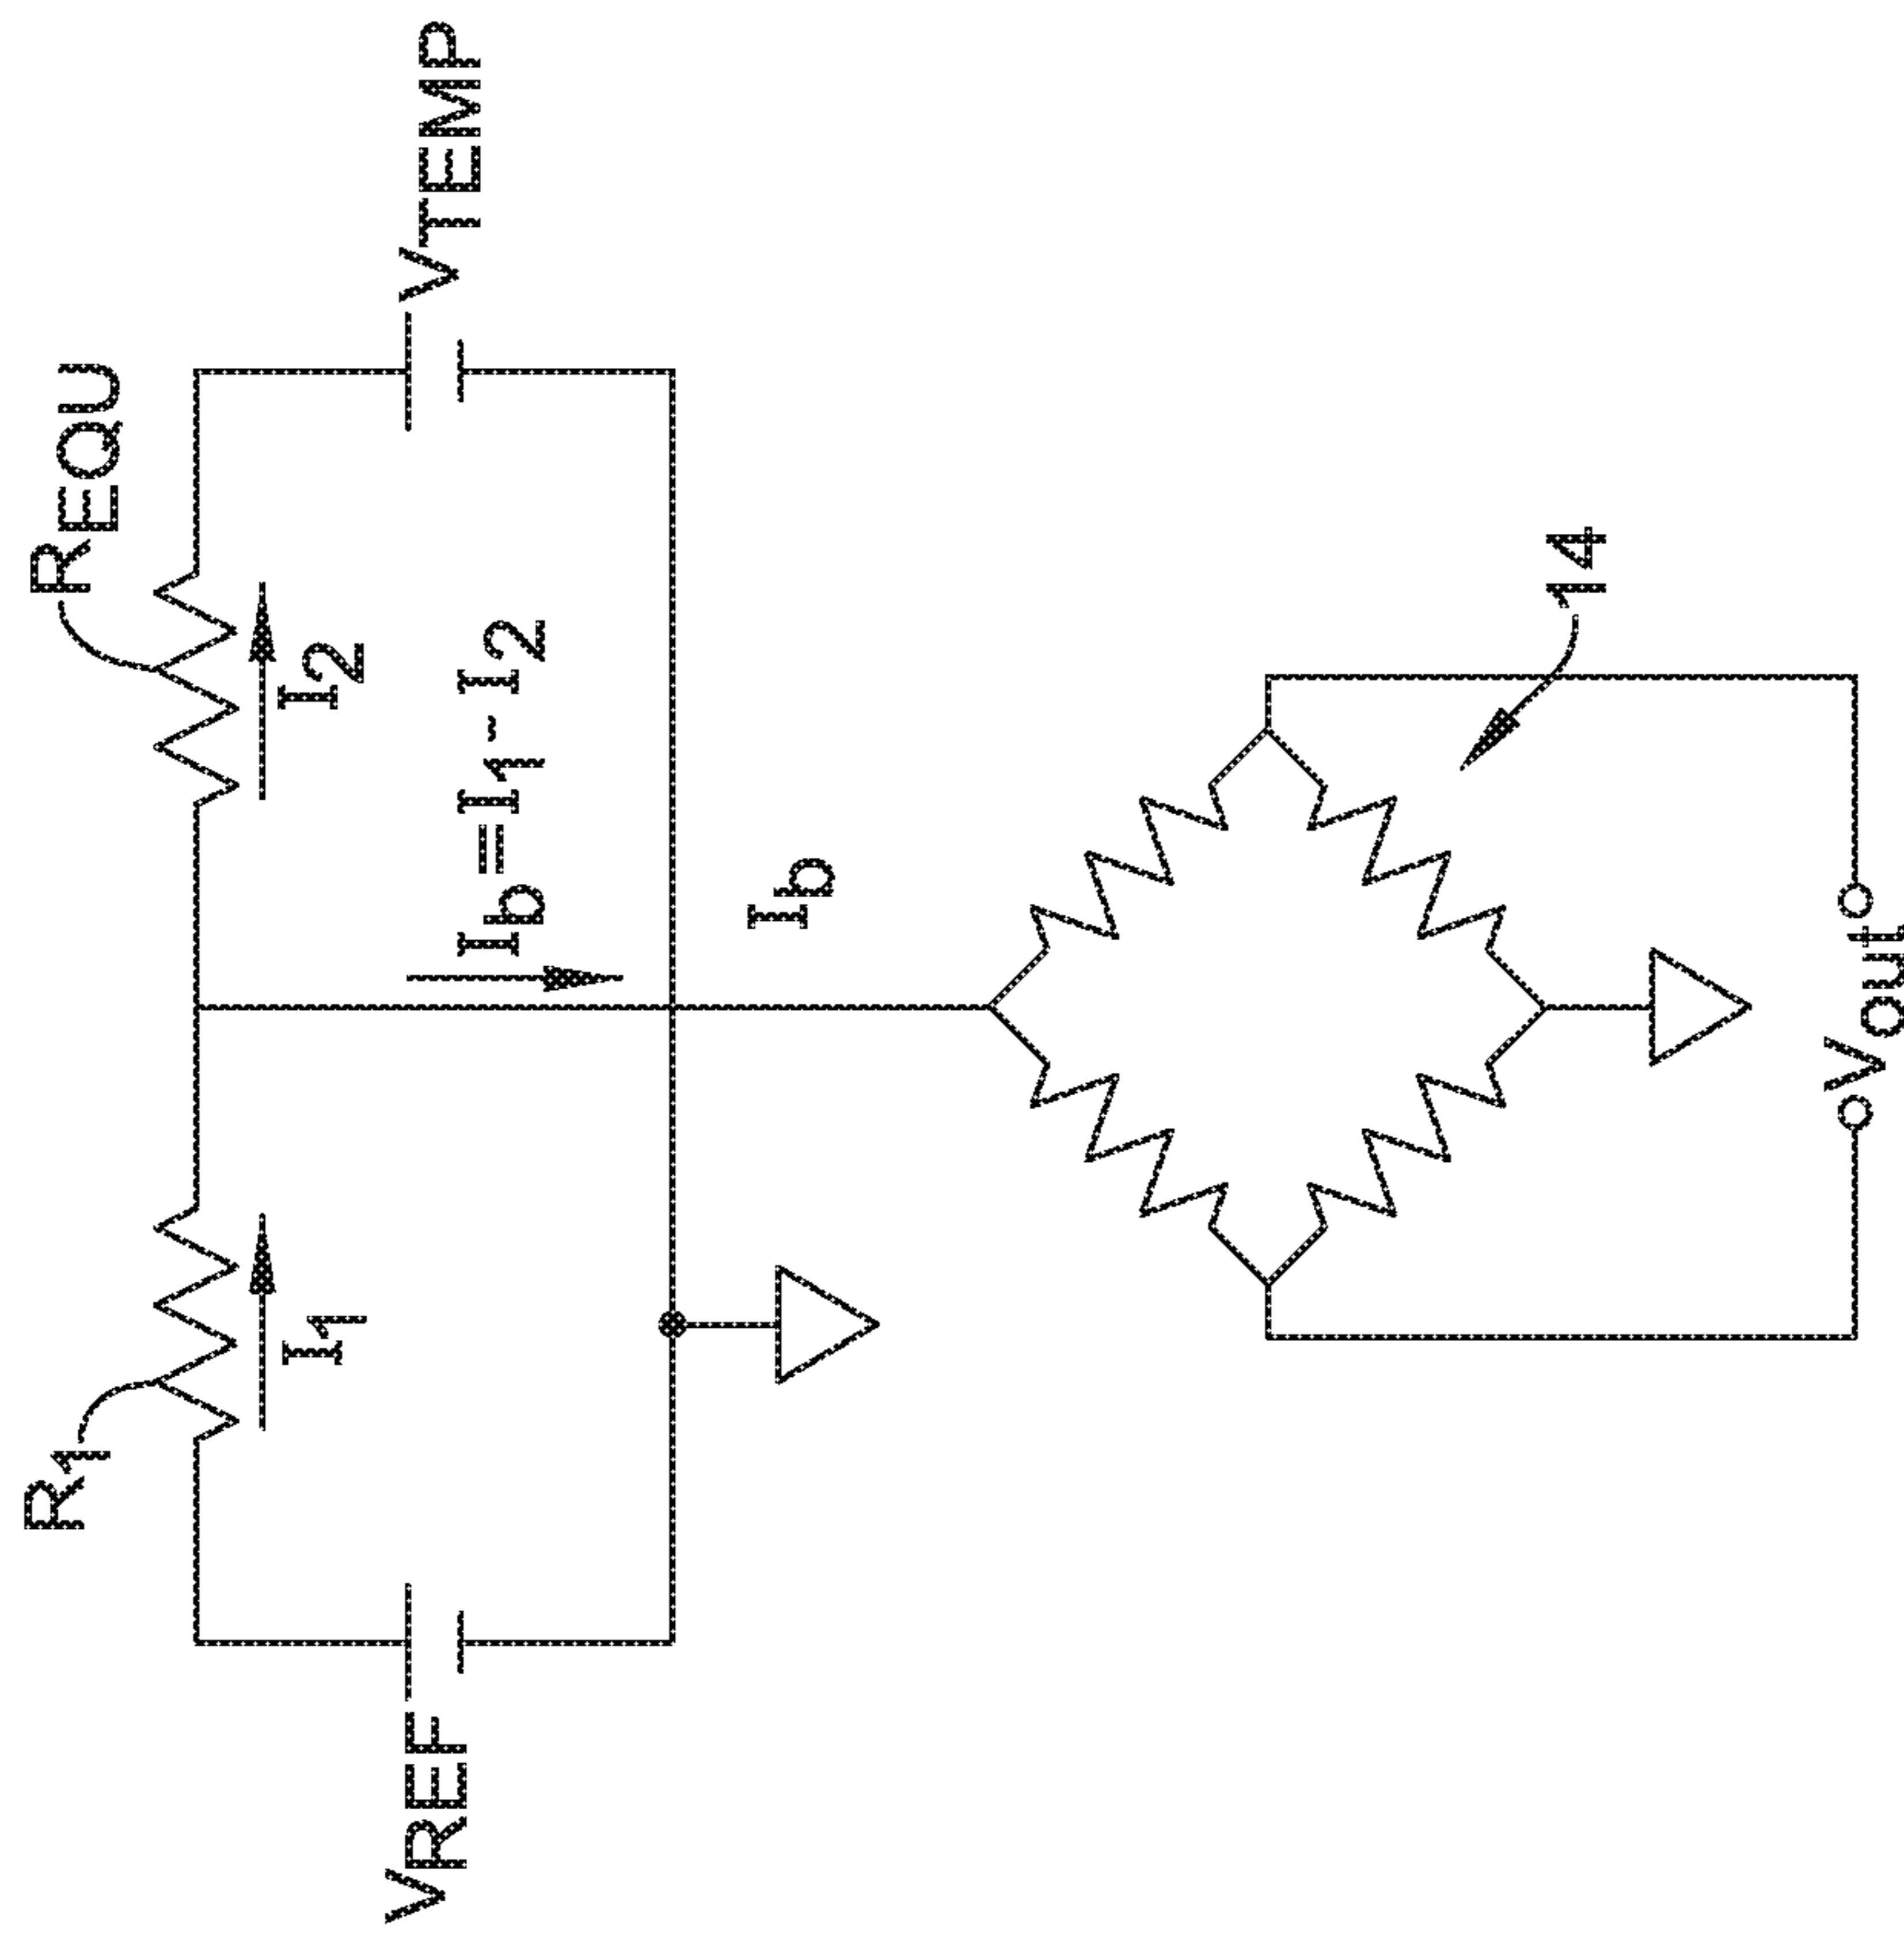 R1
REQU
I1
I2
VREF
VTEMP
Ib=I1-I2
Ib
14
Vout